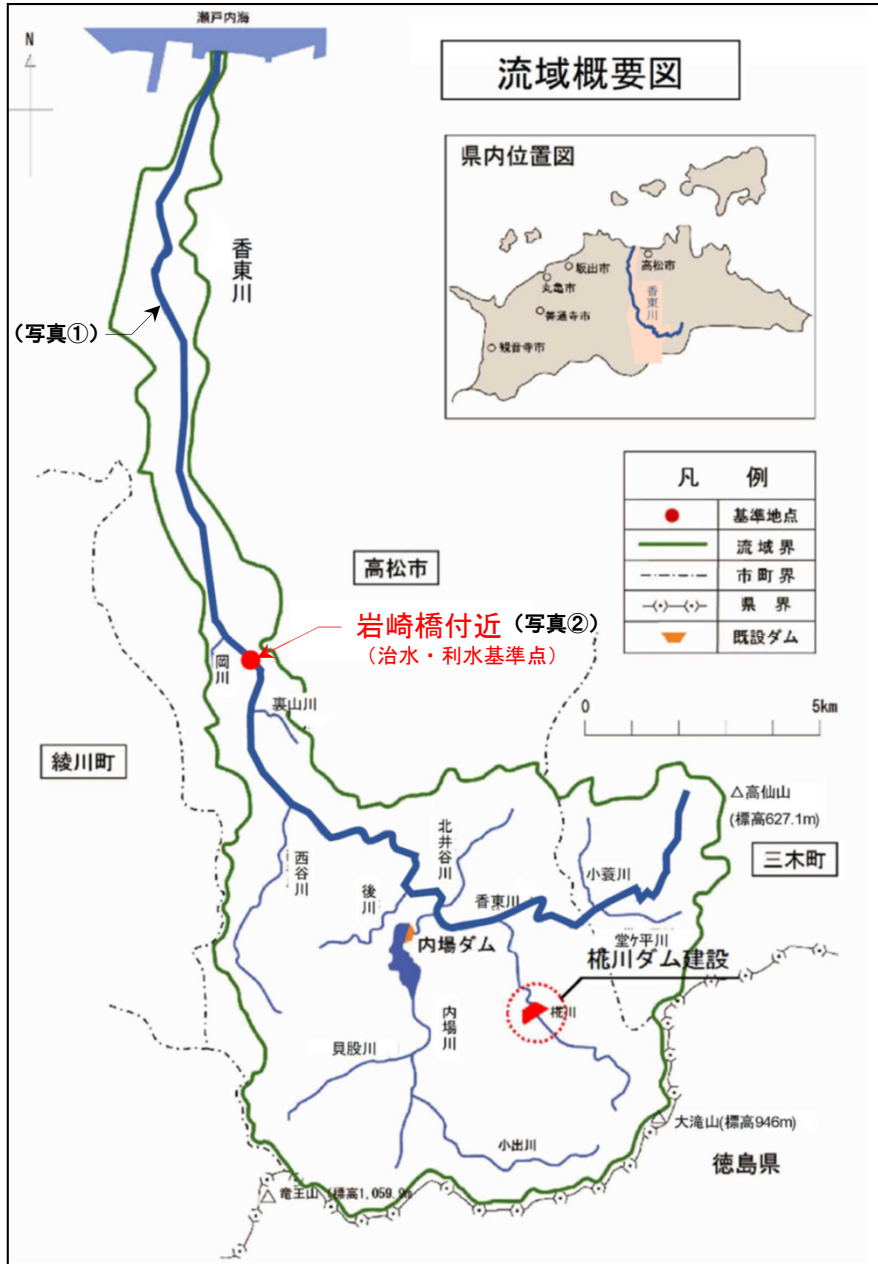 瀬戸内海
N
流域概要図
県内位置図
高松市
坂出市
丸亀市
善通寺市
観音寺市
香東川
香東川
(写真①)
凡 例
基準地点
流域界
市町界
県界
既設ダム
高松市
岩崎橋付近 (写真②)
(治水・利水基準点)
岡川
裏山川
0 5km
綾川町
△高仙山
(標高627.1m)
三木町
西谷川
北井谷川
後川
香東川
小蓑川
堂ケ平川
内場ダム
椛川ダム建設
椛川
内場川
貝股川
小出川
大滝山(標高946m)
徳島県
竜王山 (標高1,059.9m